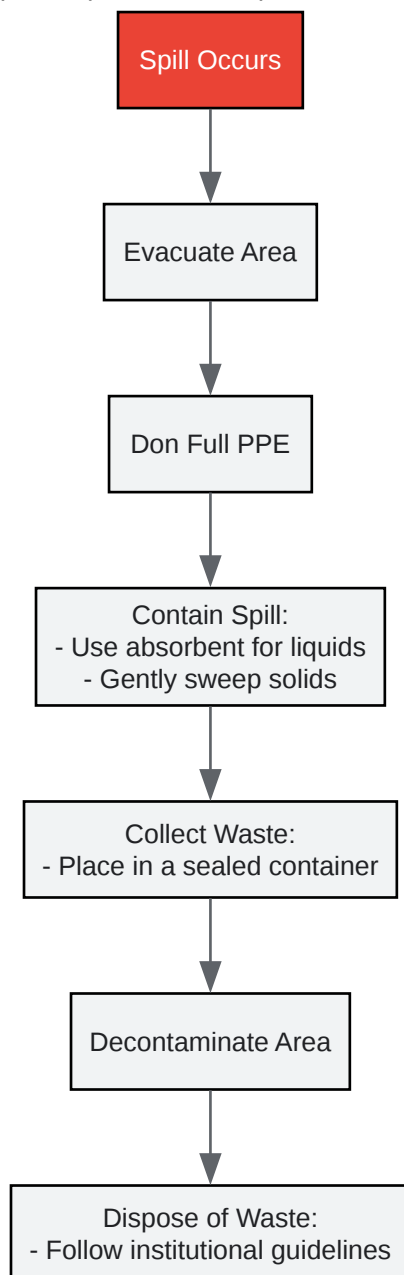 Spill Occurs
Evacuate Area
Don Full PPE
Contain Spill:
- Use absorbent for liquids
- Gently sweep solids
Collect Waste:
- Place in a sealed container
Decontaminate Area
Dispose of Waste:
- Follow institutional guidelines